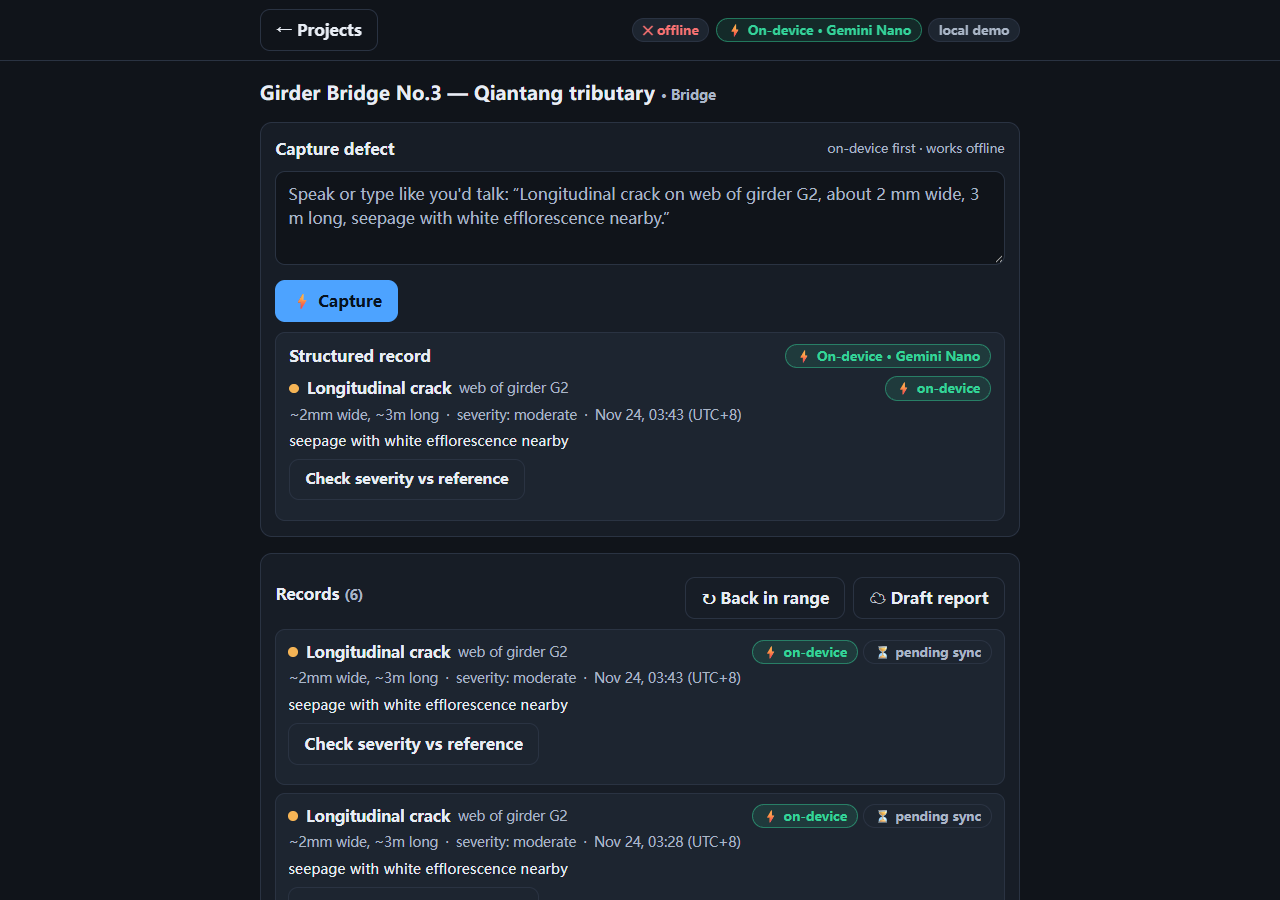 ← Projects
❌ offline
⚡ On-device • Gemini Nano
local demo
Girder Bridge No.3 — Qiantang tributary • Bridge
Capture defect
on-device first · works offline
Speak or type like you'd talk: “Longitudinal crack on web of girder G2, about 2 mm wide, 3
m long, seepage with white efflorescence nearby.”
⚡ Capture
Structured record
⚡ On-device • Gemini Nano
Longitudinal crack web of girder G2
⚡ on-device
~2mm wide, ~3m long · severity: moderate · Nov 24, 03:43 (UTC+8)
seepage with white efflorescence nearby
Check severity vs reference
Records (6)
↻ Back in range
Draft report
Longitudinal crack web of girder G2
⚡ on-device
⏳ pending sync
~2mm wide, ~3m long · severity: moderate · Nov 24, 03:43 (UTC+8)
seepage with white efflorescence nearby
Check severity vs reference
Longitudinal crack web of girder G2
⚡ on-device
⏳ pending sync
~2mm wide, ~3m long · severity: moderate · Nov 24, 03:28 (UTC+8)
seepage with white efflorescence nearby